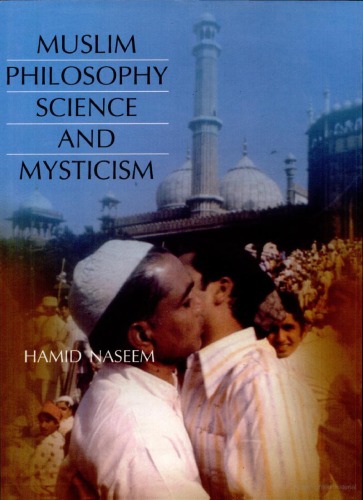 MUSLIM
PHILOSOPHY
SCIENCE
AND
MYSTICISM
HAMID NASEEM